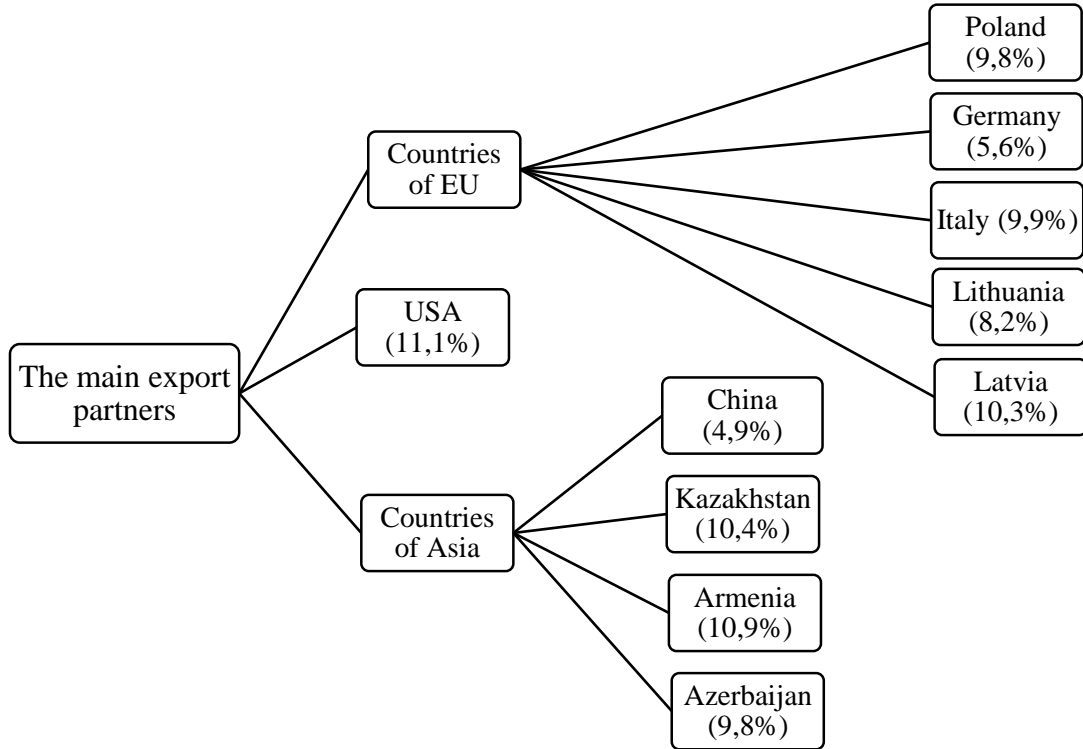 The main export
partners
Countries
of EU
Poland
(9,8%)
Germany
(5,6%)
Italy (9,9%)
Lithuania
(8,2%)
Latvia
(10,3%)
USA
(11,1%)
Countries
of Asia
China
(4,9%)
Kazakhstan
(10,4%)
Armenia
(10,9%)
Azerbaijan
(9,8%)